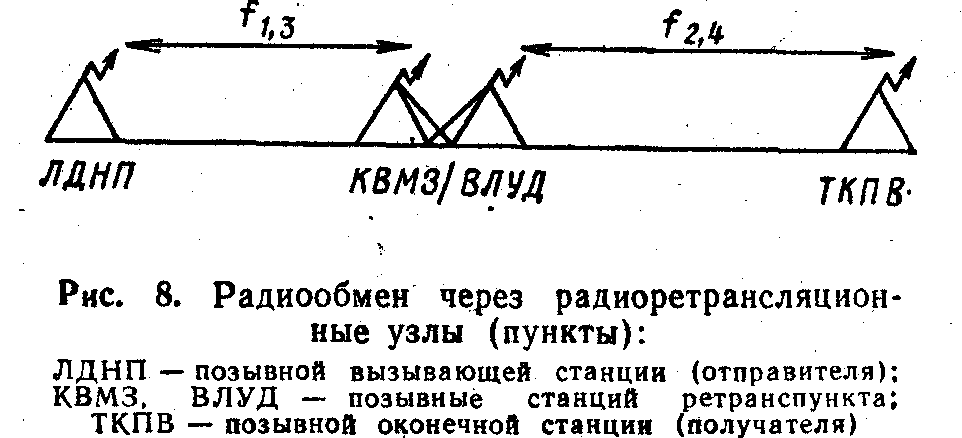 f1,3
f2,4
ЛДНП
КВМЗ/ВЛУД
ТКПВ
Рис. 8. Радиообмен через радиоретрансляцион-
ные узлы (пункты):
ЛДНП — позывной вызывающей станции (отправителя);
КВМЗ, ВЛУД — позывные станций ретранспункта;
ТКПВ — позывной оконечной станции (получателя)